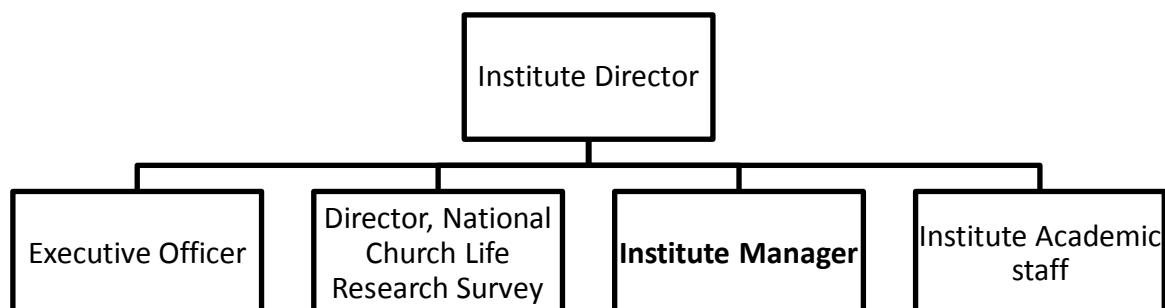 Institute Director
Executive Officer
Director, National
Church Life
Research Survey
Institute Manager
Institute Academic
staff